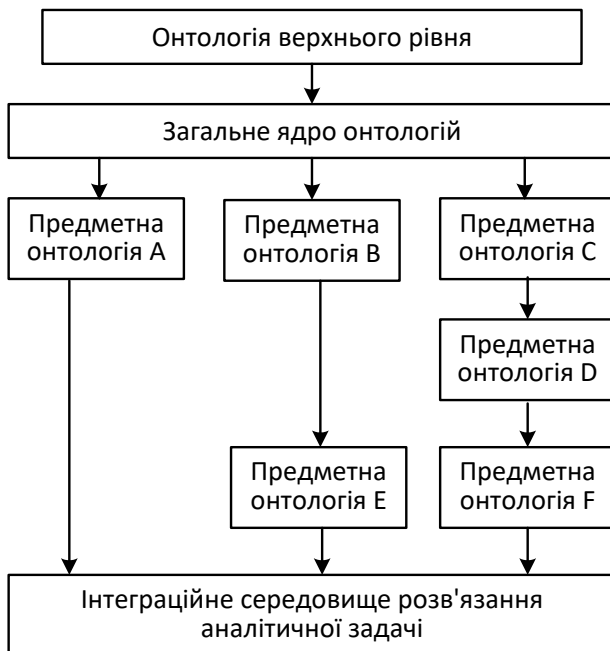 Онтологія верхнього рівня
Загальне ядро онтологій
Предметна
онтологія A
Предметна
онтологія B
Предметна
онтологія C
Предметна
онтологія D
Предметна
онтологія E
Предметна
онтологія F
Інтеграційне середовище розв'язання
аналітичної задачі